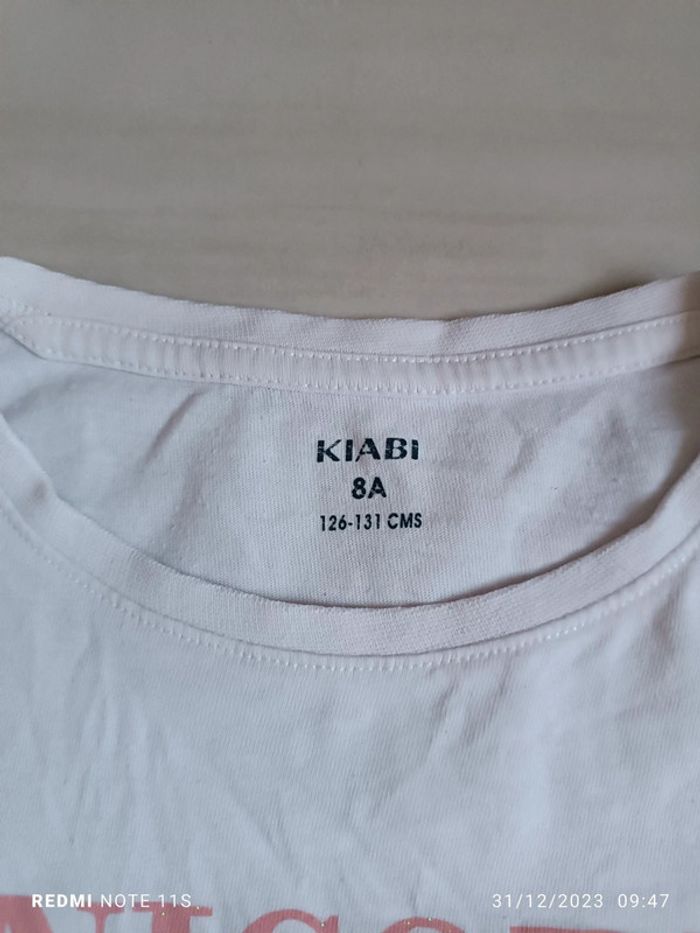 KIABI
8A
126-131 CMS
REDMI NOTE 11S
31/12/2023 09:47